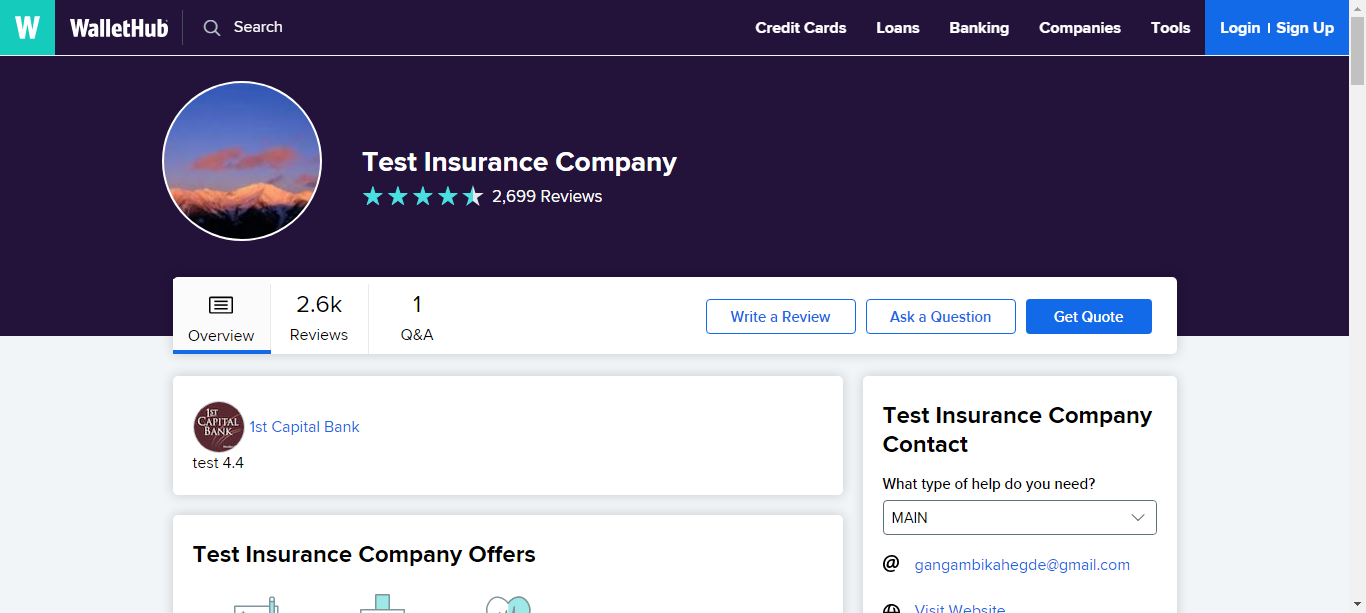 W WalletHub Search Credit Cards Loans Banking Companies Tools Login | Sign Up
Test Insurance Company
2,699 Reviews
Overview
2.6k
Reviews
1
Q&A
Write a Review
Ask a Question
Get Quote
1ST
CAPITAL
BANK
1st Capital Bank
test 4.4
Test Insurance Company Offers
Test Insurance Company
Contact
What type of help do you need?
MAIN
@ gangambikahegde@gmail.com
Visit Website